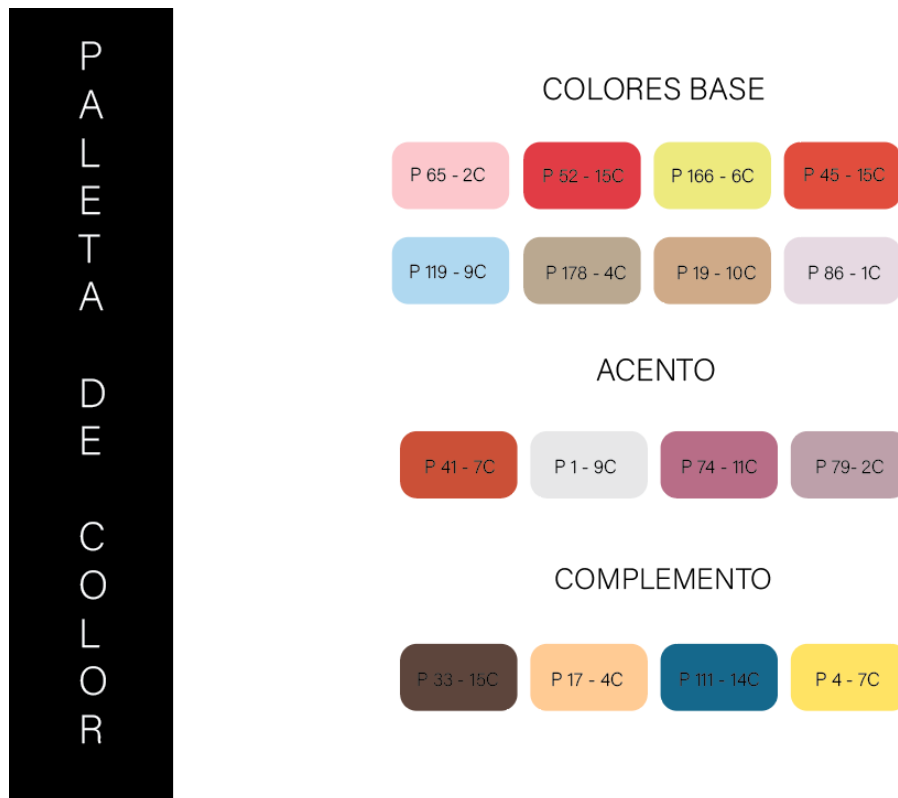 PALETA DE COLOR
COLORES BASE
P 65 - 2C
P 52 - 15C
P 166 - 6C
P 45 - 15C
P 119 - 9C
P 178 - 4C
P 19 - 10C
P 86 - 1C
ACENTO
P 41 - 7C
P 1 - 9C
P 74 - 11C
P 79- 2C
COMPLEMENTO
P 33 - 15C
P 17 - 4C
P 111 - 14C
P 4 - 7C